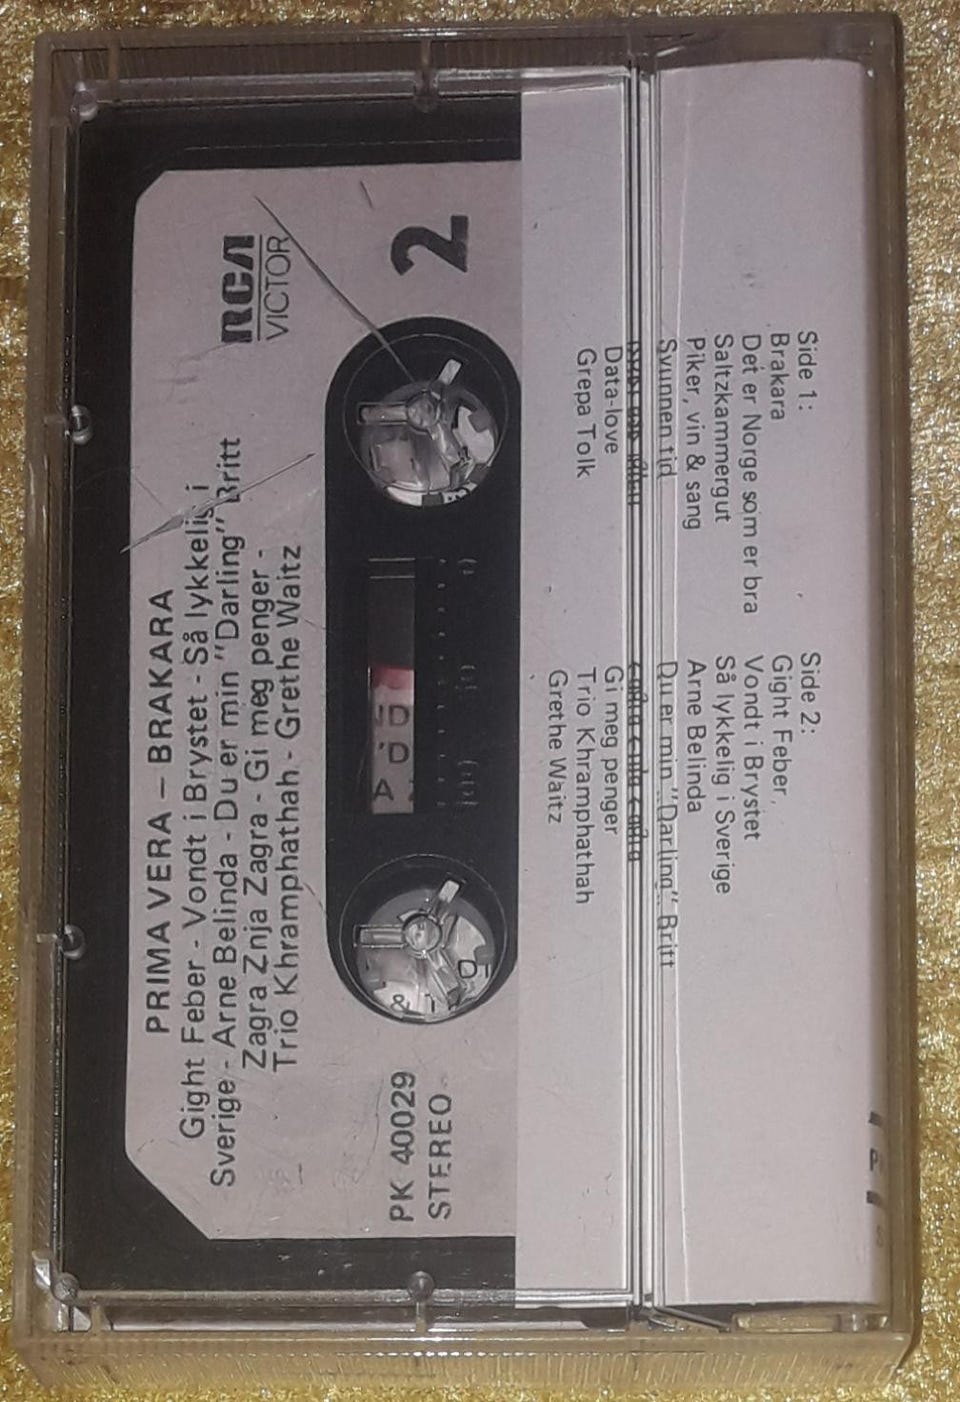 RCA
VICTOR
2
PRIMA VERA – BRAKARA
Gight Feber - Vondt i Brystet - Så lykkelig i
Sverige - Arne Belinda - Du er min "Darling" Britt
Zagra Znja Zagra - Gi meg penger -
Trio Khramphathah - Grethe Waitz
PK 40029
STEREO
Side 1:
Brakara
Det er Norge som er bra
Saltzkammergut
Piker, vin & sang
Svunnen tid
Data-love
Grepa Tolk
Side 2:
Gight Feber
Vondt i Brystet
Så lykkelig i Sverige
Arne Belinda
Du er min "Darling" Britt
Gi meg penger
Trio Khramphathah
Grethe Waitz